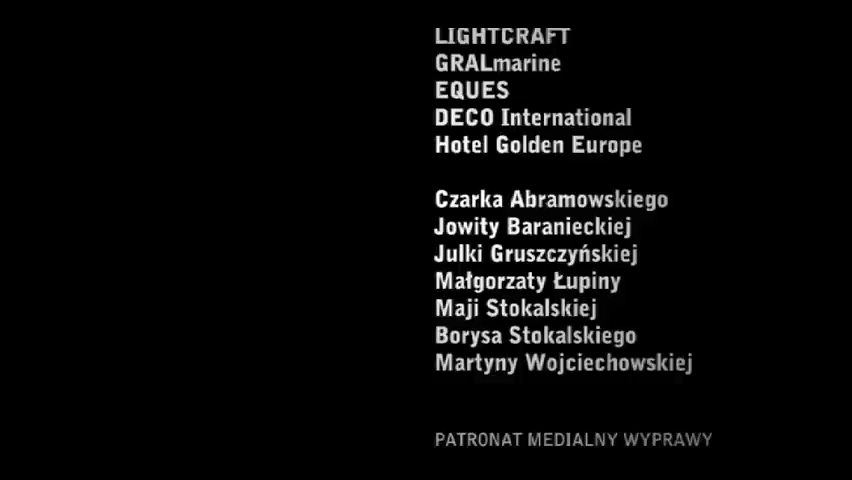 LIGHTCRAFT
GRALmarine
EQUES
DECO International
Hotel Golden Europe
Czarka Abramowskiego
Jowity Baranieckiej
Julki Gruszczyńskiej
Małgorzaty Łupiny
Maji Stokalskiej
Borysa Stokalskiego
Martyny Wojciechowskiej
PATRONAT MEDIALNY WYPRAWY